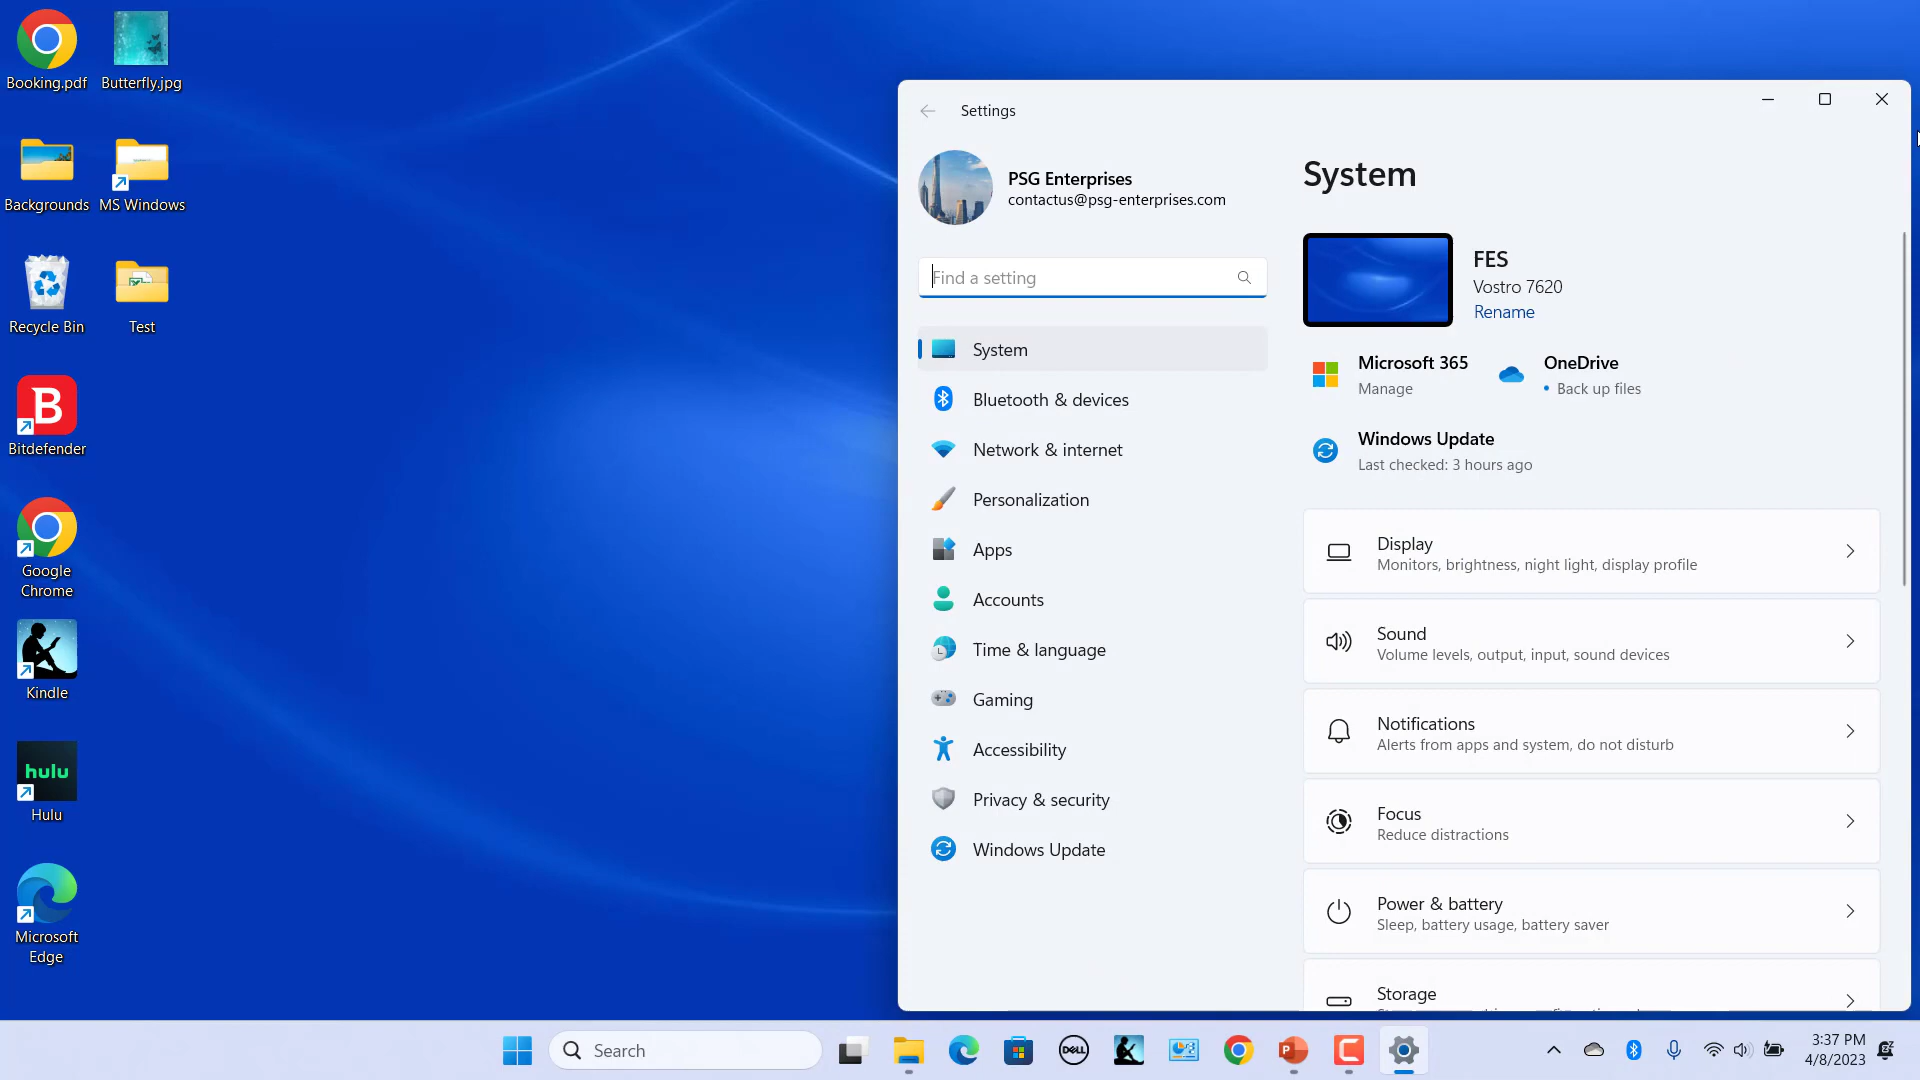 Booking.pdf
Butterfly.jpg
Backgrounds
MS Windows
Recycle Bin
Test
B
Bitdefender
Google
Chrome
Kindle
hulu
Hulu
Microsoft
Edge
Settings
PSG Enterprises
contactus@psg-enterprises.com
Find a setting
System
Bluetooth & devices
Network & internet
Personalization
Apps
Accounts
Time & language
Gaming
Accessibility
Privacy & security
Windows Update
System
FES
Vostro 7620
Rename
Microsoft 365
Manage
OneDrive
• Back up files
Windows Update
Last checked: 3 hours ago
Display
Monitors, brightness, night light, display profile
Sound
Volume levels, output, input, sound devices
Notifications
Alerts from apps and system, do not disturb
Focus
Reduce distractions
Power & battery
Sleep, battery usage, battery saver
Storage
Search
DELL
3:37 PM
4/8/2023